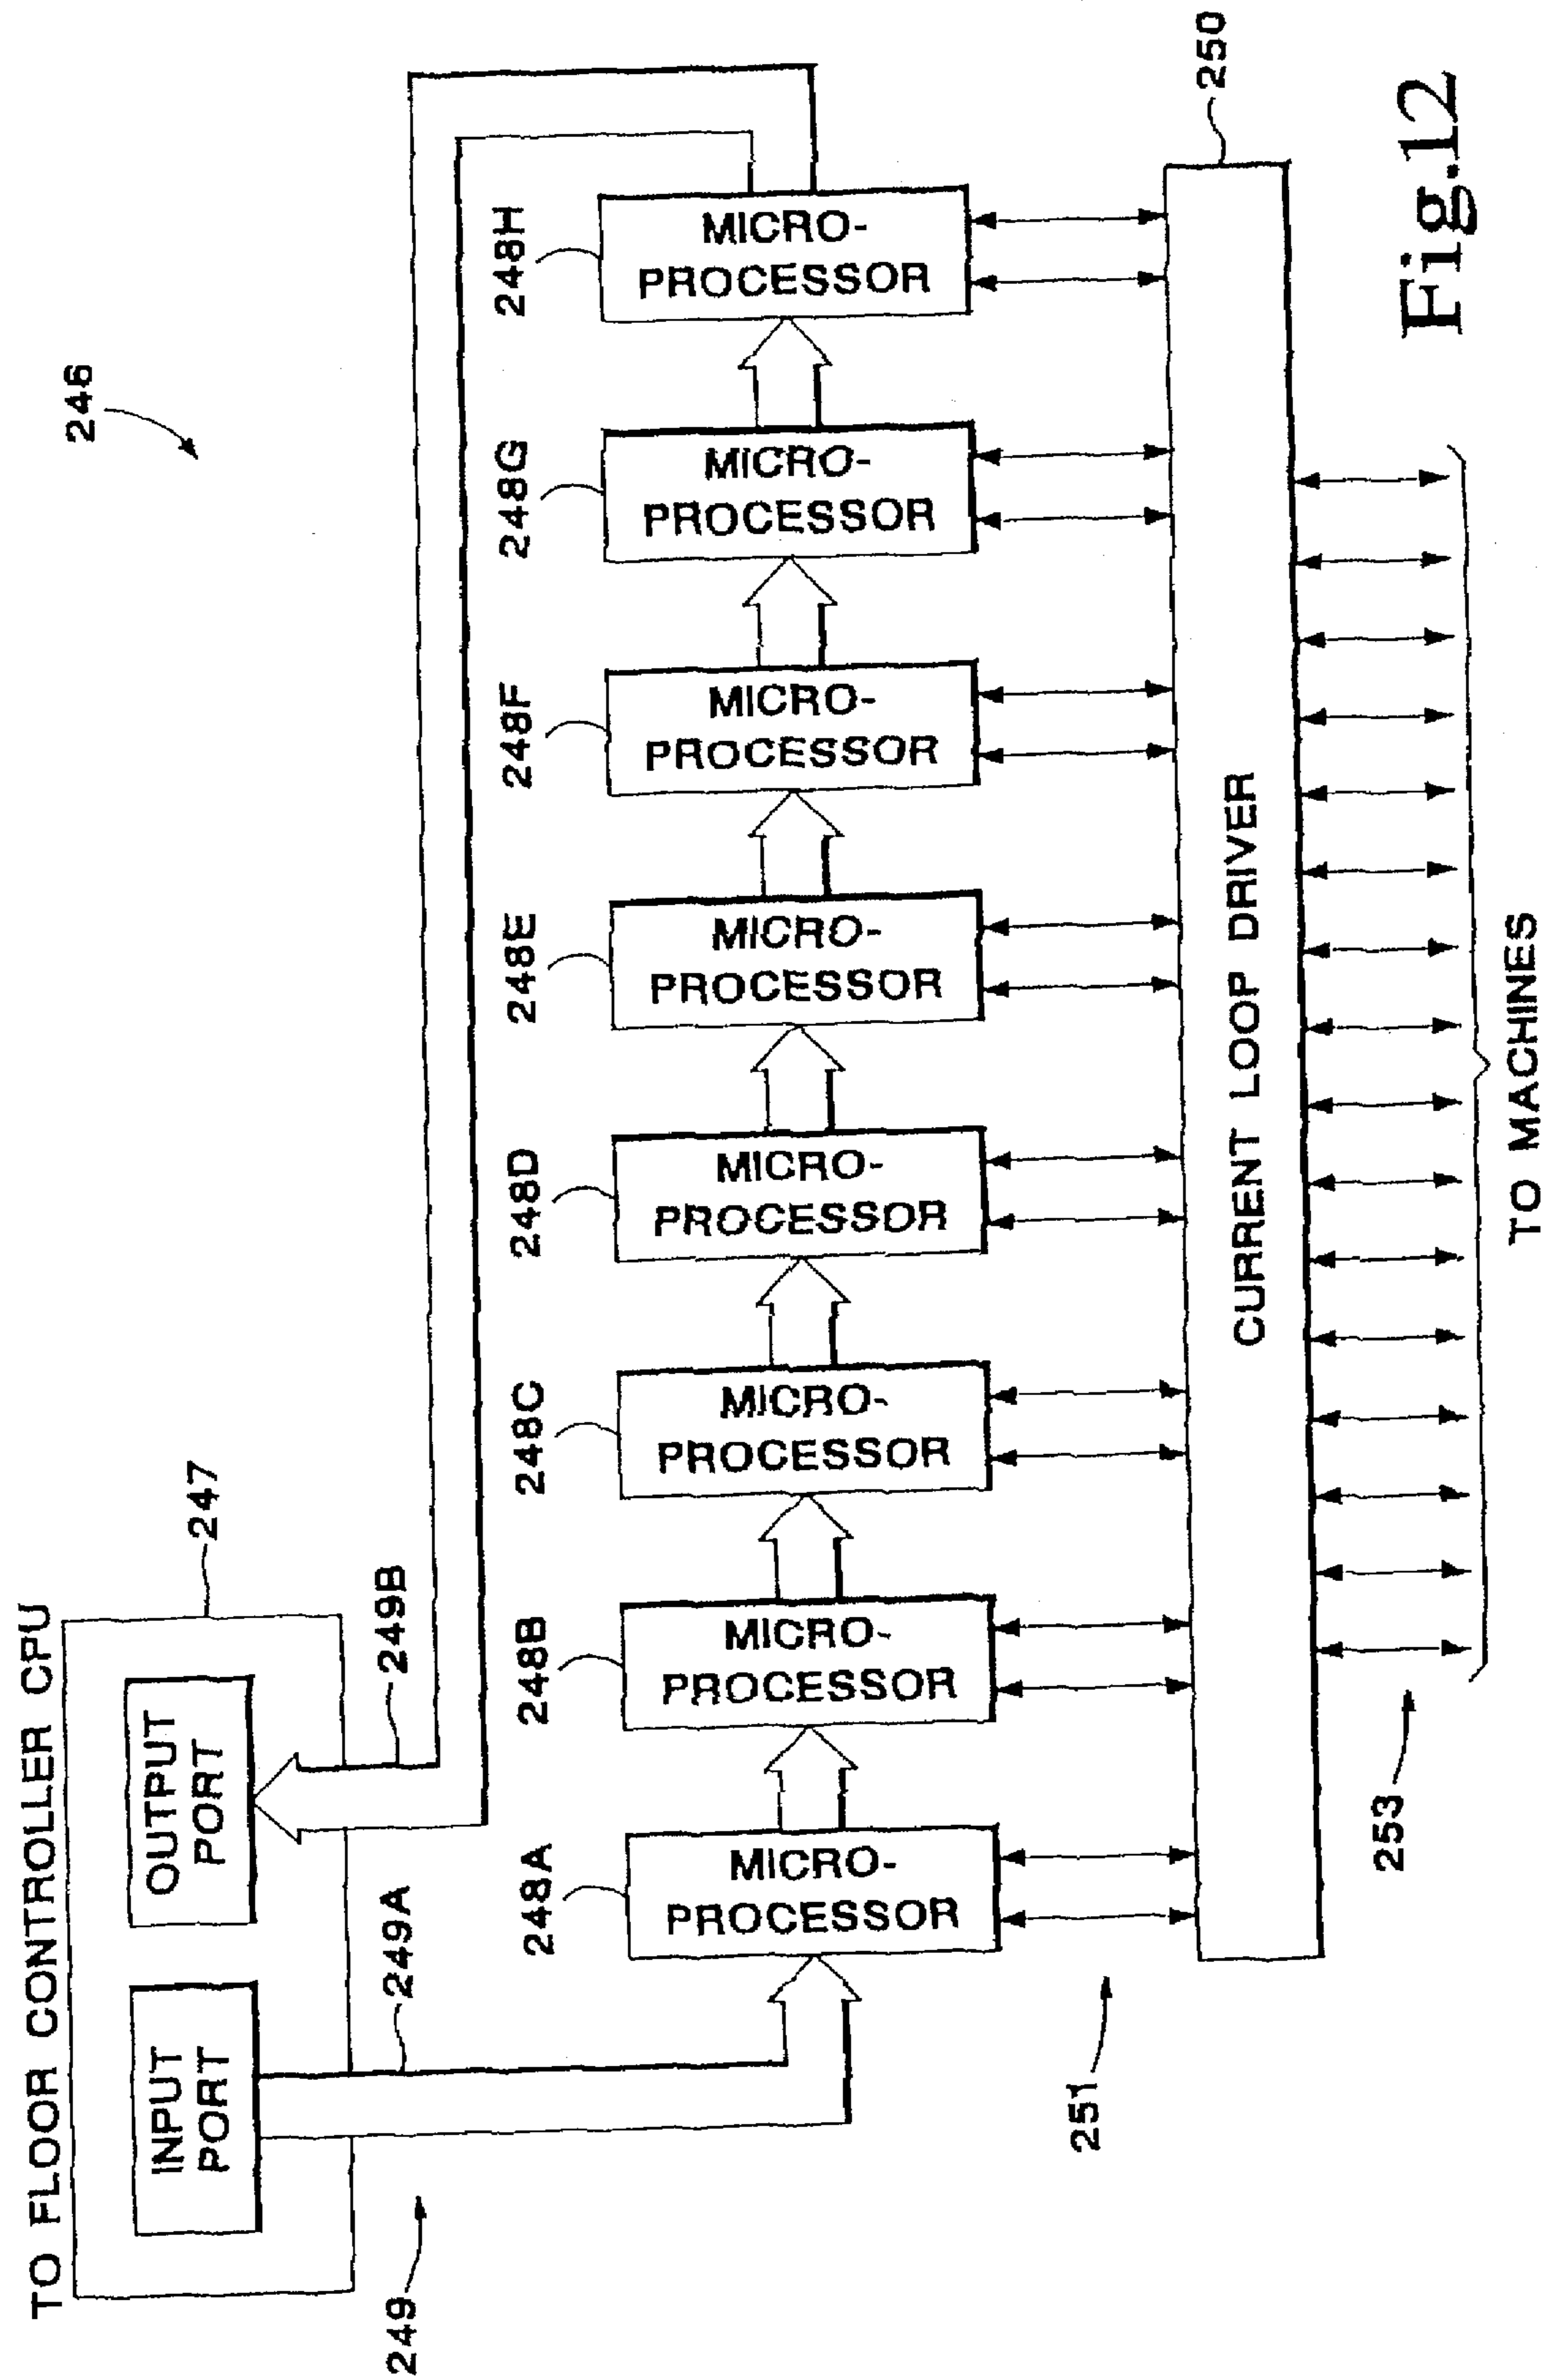 246
TO FLOOR CONTROLLER CPU
247
INPUT
PORT
OUTPUT
PORT
249
249A
249B
248A
248B
248C
248D
248E
248F
248G
248H
MICRO-
PROCESSOR
MICRO-
PROCESSOR
MICRO-
PROCESSOR
MICRO-
PROCESSOR
MICRO-
PROCESSOR
MICRO-
PROCESSOR
MICRO-
PROCESSOR
MICRO-
PROCESSOR
251
CURRENT LOOP DRIVER
250
253
TO MACHINES
Fig.12